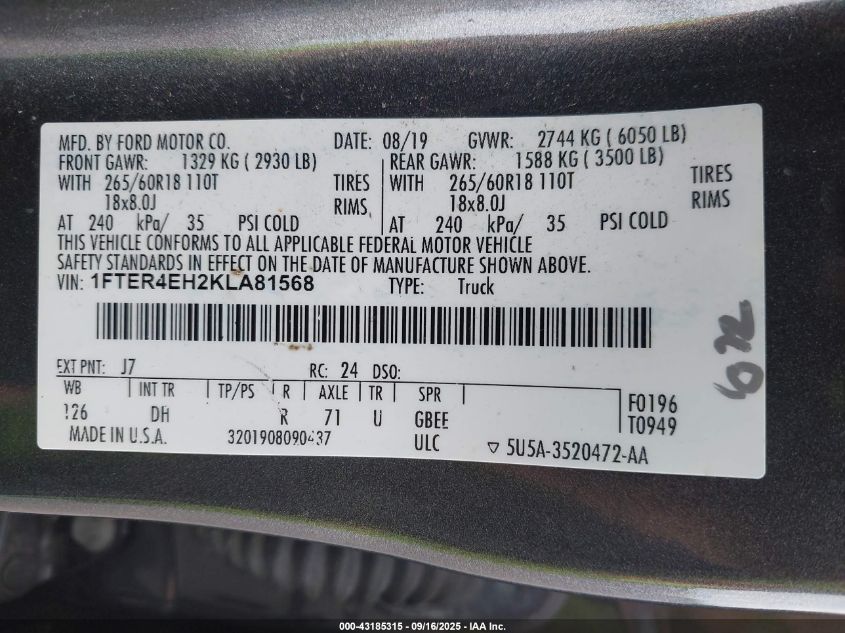 MFD. BY FORD MOTOR CO. DATE: 08/19 GVWR: 2744 KG ( 6050 LB)
FRONT GAWR: 1329 KG ( 2930 LB) REAR GAWR: 1588 KG ( 3500 LB)
WITH 265/60R18 110T TIRES WITH 265/60R18 110T TIRES
18x8.0J RIMS 18x8.0J RIMS
AT 240 kPa/ 35 PSI COLD AT 240 kPa/ 35 PSI COLD
THIS VEHICLE CONFORMS TO ALL APPLICABLE FEDERAL MOTOR VEHICLE
SAFETY STANDARDS IN EFFECT ON THE DATE OF MANUFACTURE SHOWN ABOVE.
VIN: 1FTER4EH2KLA81568 TYPE: Truck
EXT PNT: J7 RC: 24 DSO:
WB INT TR TP/PS R AXLE TR SPR F0196
126 DH R 71 U GBEE T0949
MADE IN U.S.A. 3201908090437 ULC ▽ 5U5A-3520472-AA
000-43185315 - 09/16/2025 - IAA Inc.